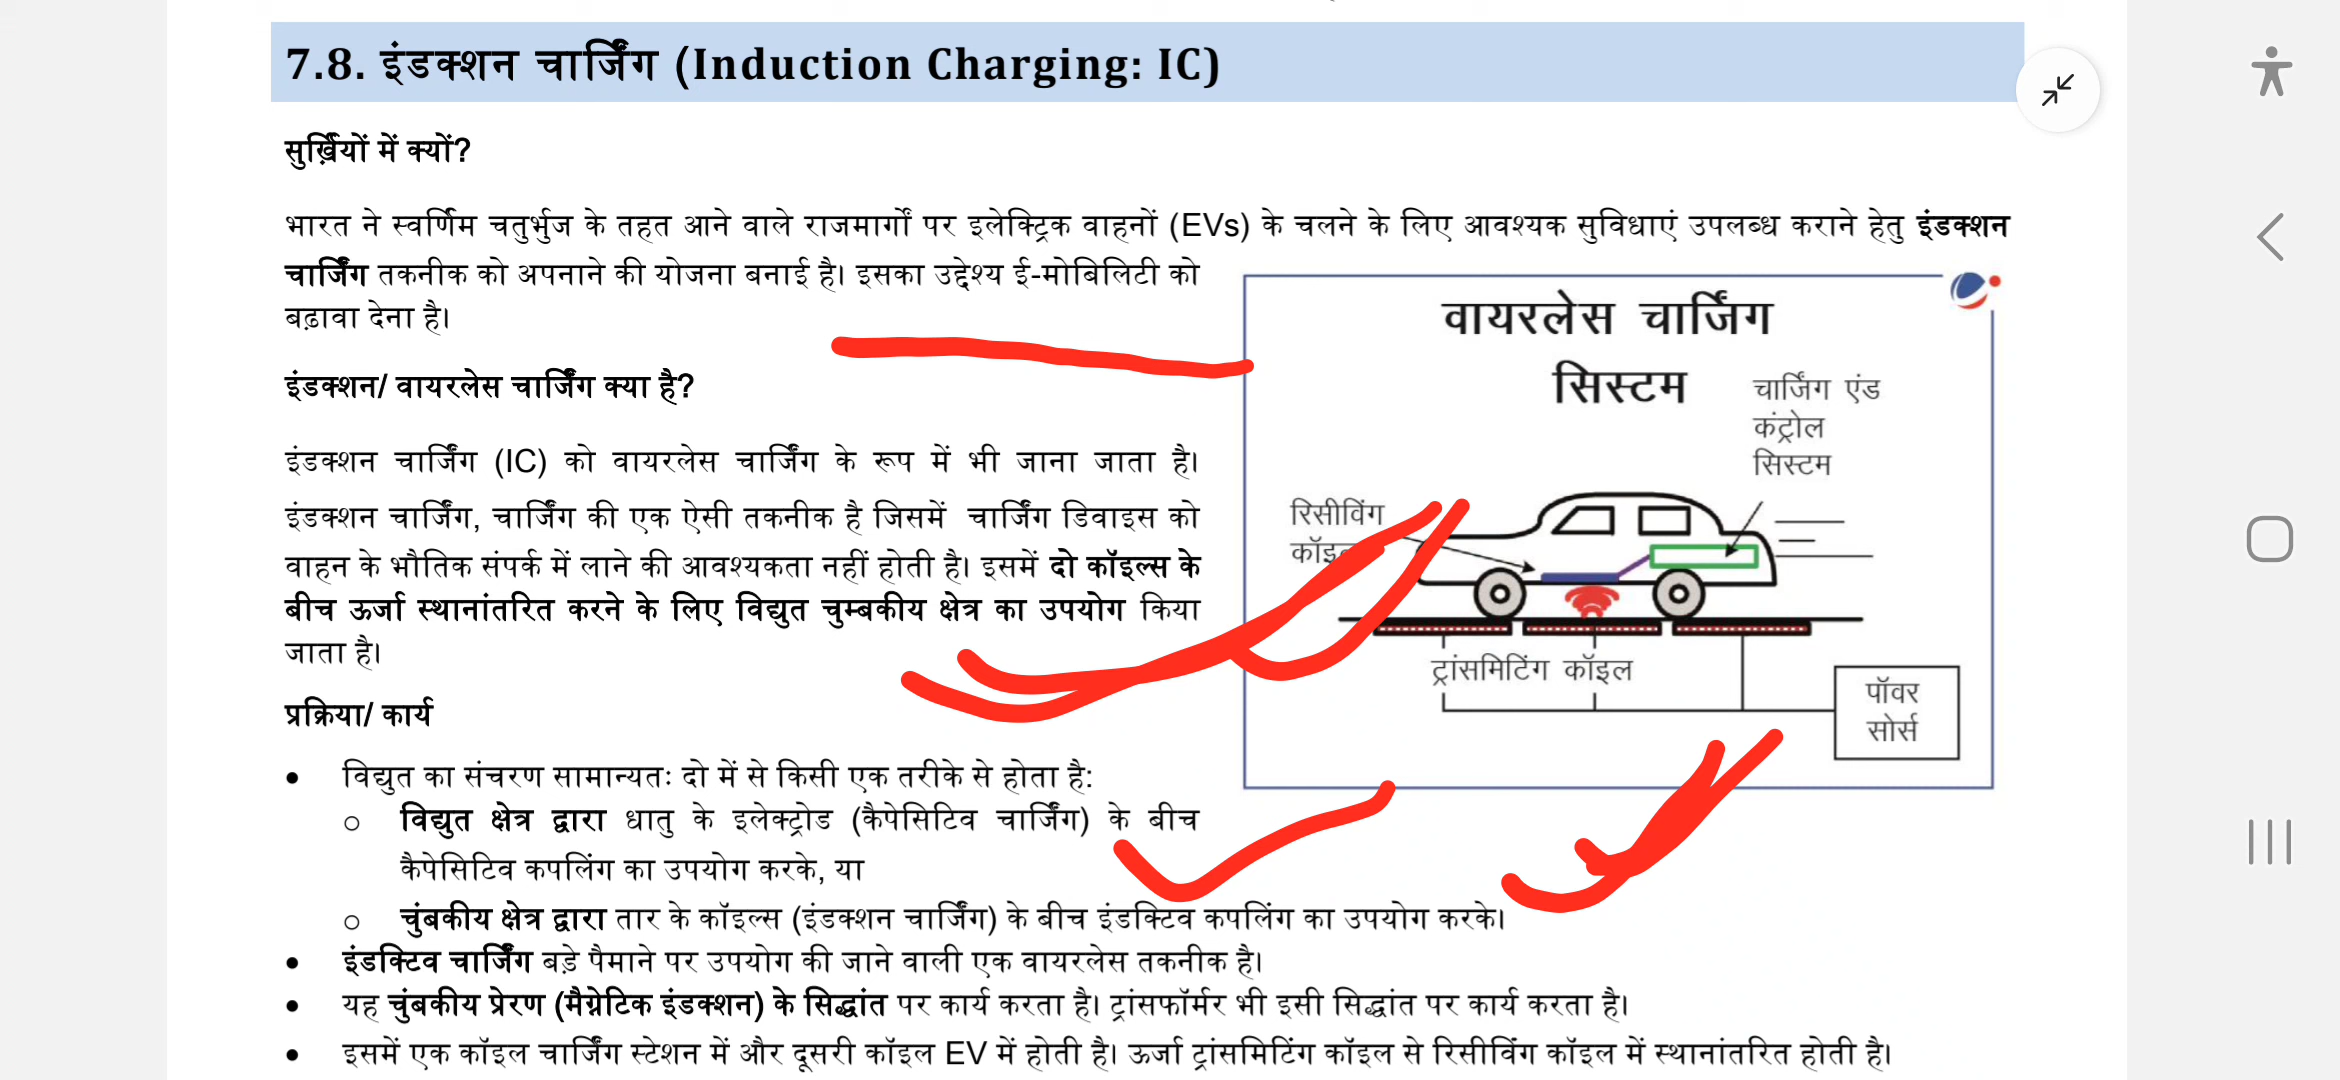 7.8. इंडक्शन चार्जिंग (Induction Charging: IC)
सुर्ख़ियों में क्यों?
भारत ने स्वर्णिम चतुर्भुज के तहत आने वाले राजमार्गों पर इलेक्ट्रिक वाहनों (EVs) के चलने के लिए आवश्यक सुविधाएं उपलब्ध कराने हेतु इंडक्शन
चार्जिंग तकनीक को अपनाने की योजना बनाई है। इसका उद्देश्य ई-मोबिलिटी को
बढ़ावा देना है।
इंडक्शन/ वायरलेस चार्जिंग क्या है?
इंडक्शन चार्जिंग (IC) को वायरलेस चार्जिंग के रूप में भी जाना जाता है।
इंडक्शन चार्जिंग, चार्जिंग की एक ऐसी तकनीक है जिसमें चार्जिंग डिवाइस को
वाहन के भौतिक संपर्क में लाने की आवश्यकता नहीं होती है। इसमें दो कॉइल्स के
बीच ऊर्जा स्थानांतरित करने के लिए विद्युत चुम्बकीय क्षेत्र का उपयोग किया
जाता है।
वायरलेस चार्जिंग
सिस्टम
चार्जिंग एंड
कंट्रोल
सिस्टम
रिसीविंग
ट्रांसमिटिंग कॉइल
पॉवर
सोर्स
प्रक्रिया/ कार्य
• विद्युत का संचरण सामान्यतः दो में से किसी एक तरीके से होता है:
o विद्युत क्षेत्र द्वारा धातु के इलेक्ट्रोड (कैपेसिटिव चार्जिंग) के बीच
कैपेसिटिव कपलिंग का उपयोग करके, या
o चुंबकीय क्षेत्र द्वारा तार के कॉइल्स (इंडक्शन चार्जिंग) के बीच इंडक्टिव कपलिंग का उपयोग करके।
• इंडक्टिव चार्जिंग बड़े पैमाने पर उपयोग की जाने वाली एक वायरलेस तकनीक है।
• यह चुंबकीय प्रेरण (मैग्नेटिक इंडक्शन) के सिद्धांत पर कार्य करता है। ट्रांसफॉर्मर भी इसी सिद्धांत पर कार्य करता है।
• इसमें एक कॉइल चार्जिंग स्टेशन में और दूसरी कॉइल EV में होती है। ऊर्जा ट्रांसमिटिंग कॉइल से रिसीविंग कॉइल में स्थानांतरित होती है।